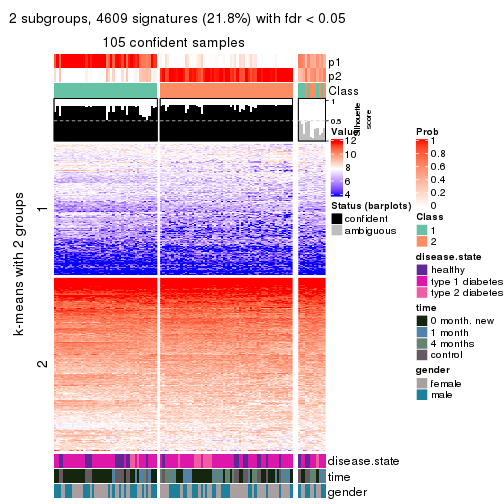 2 subgroups, 4609 signatures (21.8%) with fdr < 0.05
105 confident samples
p1
p2
Class
1
0.5
0
Silhouette
score
k-means with 2 groups
1
2
disease.state
time
gender
Value
12
10
8
6
4
Status (barplots)
confident
ambiguous
Prob
1
0.8
0.6
0.4
0.2
0
Class
1
2
disease.state
healthy
type 1 diabetes
type 2 diabetes
time
0 month. new
1 month
4 months
control
gender
female
male